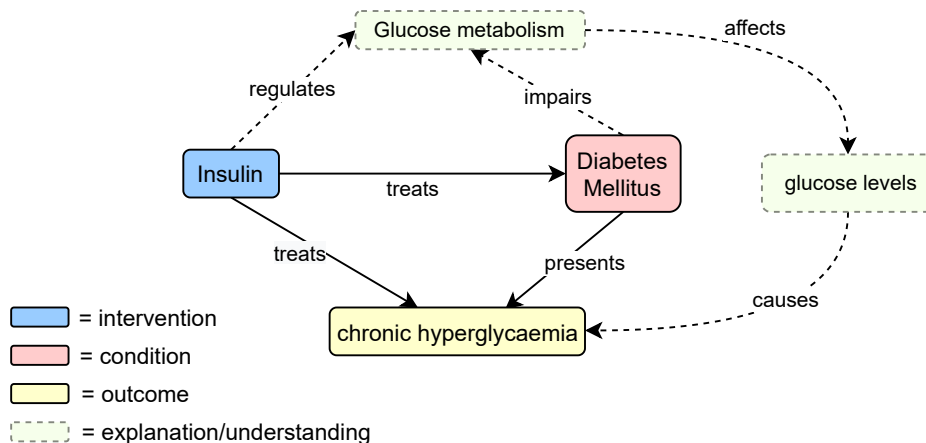 Glucose metabolism
affects
regulates
impairs
Insulin
treats
Diabetes
Mellitus
glucose levels
treats
presents
causes
chronic hyperglycaemia
= intervention
= condition
= outcome
= explanation/understanding